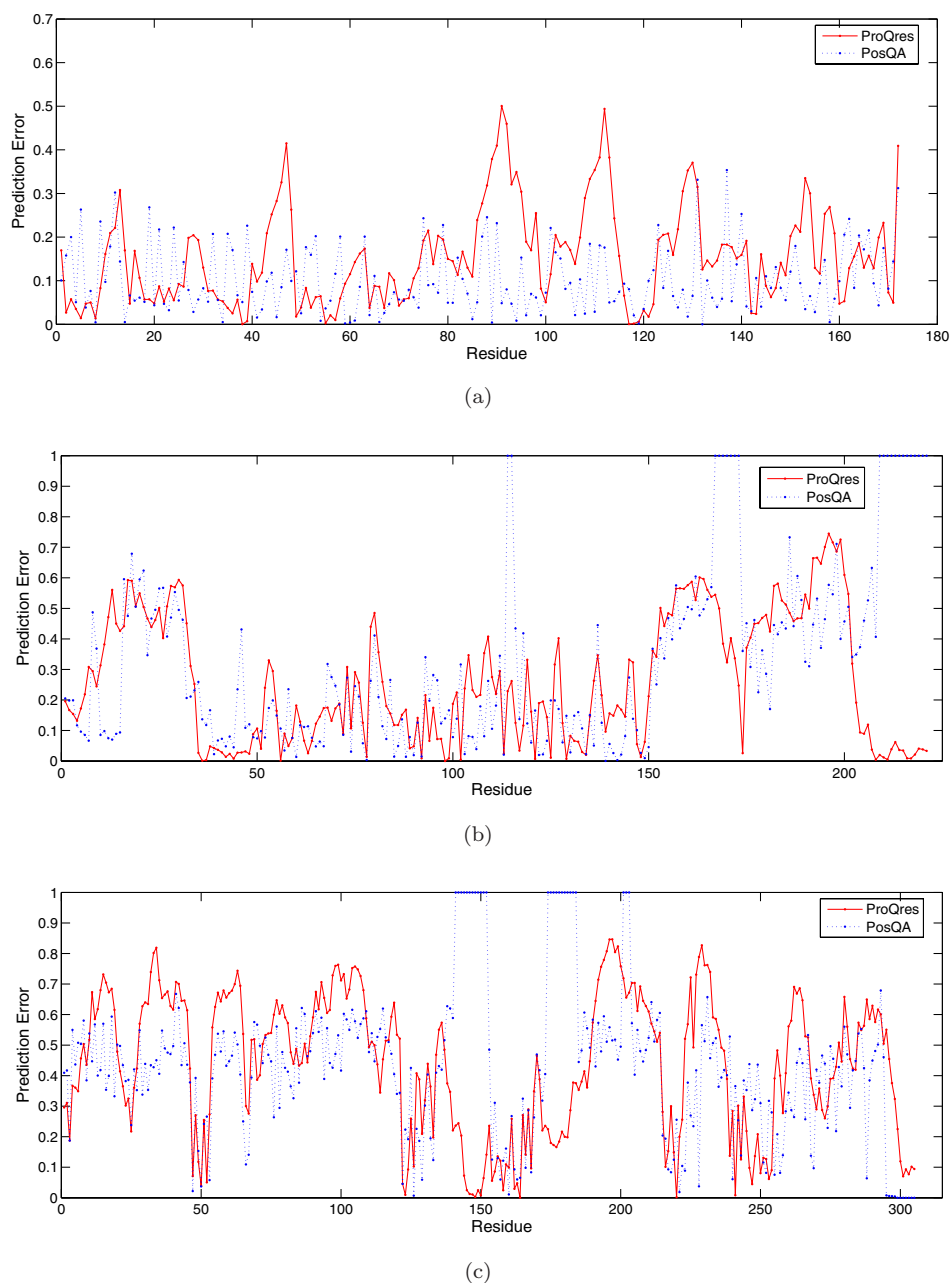 0.7
0.6
0.5
0.4
0.3
0.2
0.1
0
Prediction Error
0 20 40 60 80 100 120 140 160 180
Residue
ProQres
PosQA
(a)
1
0.9
0.8
0.7
0.6
0.5
0.4
0.3
0.2
0.1
0
Prediction Error
0 50 100 150 200
Residue
ProQres
PosQA
(b)
1
0.9
0.8
0.7
0.6
0.5
0.4
0.3
0.2
0.1
0
Prediction Error
0 50 100 150 200 250 300
Residue
ProQres
PosQA
(c)